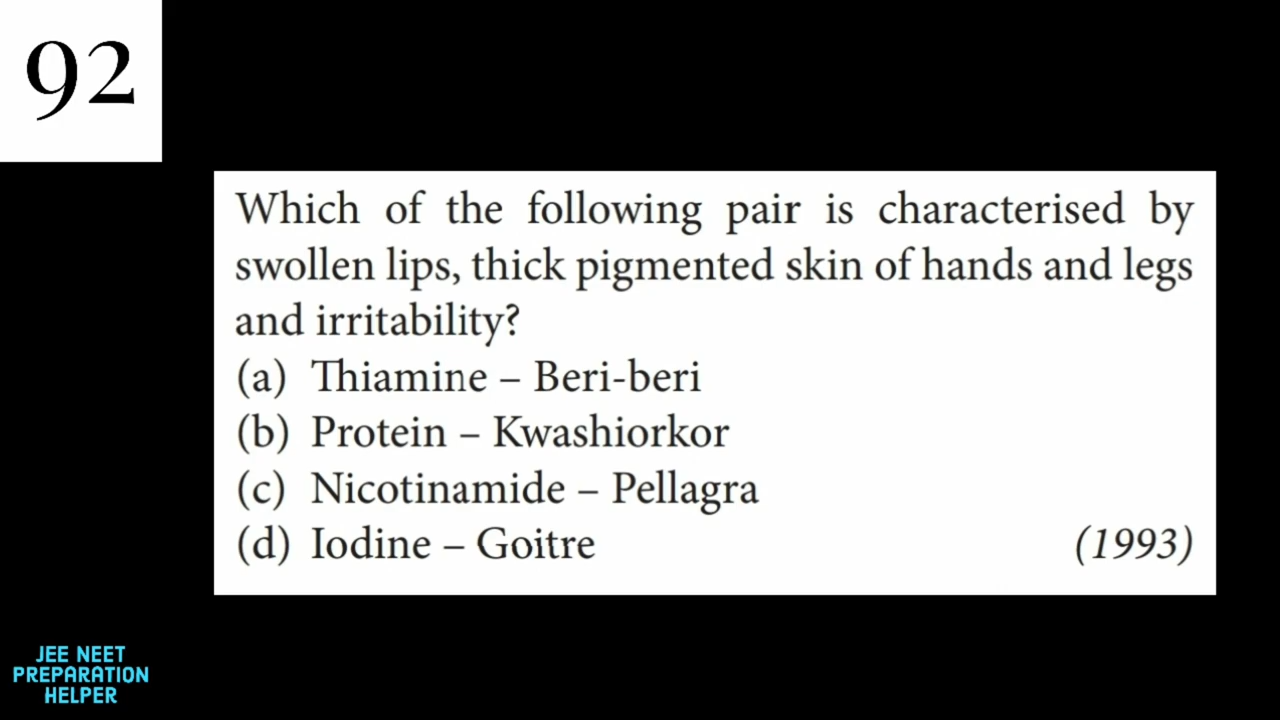 92
Which of the following pair is characterised by
swollen lips, thick pigmented skin of hands and legs
and irritability?
(a) Thiamine – Beri-beri
(b) Protein – Kwashiorkor
(c) Nicotinamide – Pellagra
(d) Iodine – Goitre (1993)
JEE NEET
PREPARATION
HELPER